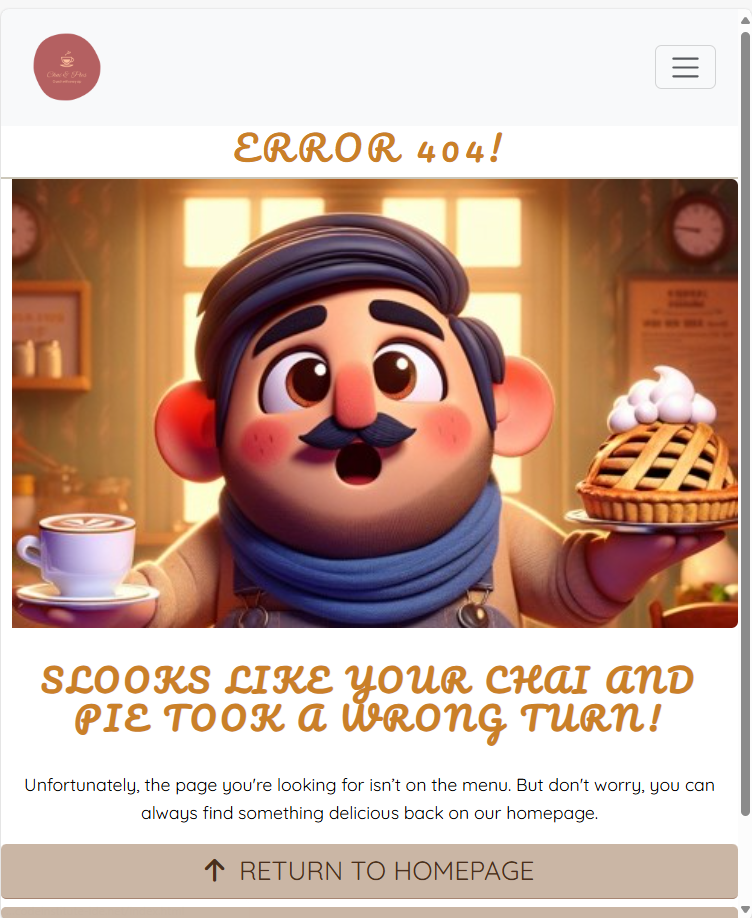 Chai & Pai
ERROR 404!
SLOOKS LIKE YOUR CHAI AND
PIE TOOK A WRONG TURN!
Unfortunately, the page you're looking for isn’t on the menu. But don't worry, you can
always find something delicious back on our homepage.
RETURN TO HOMEPAGE